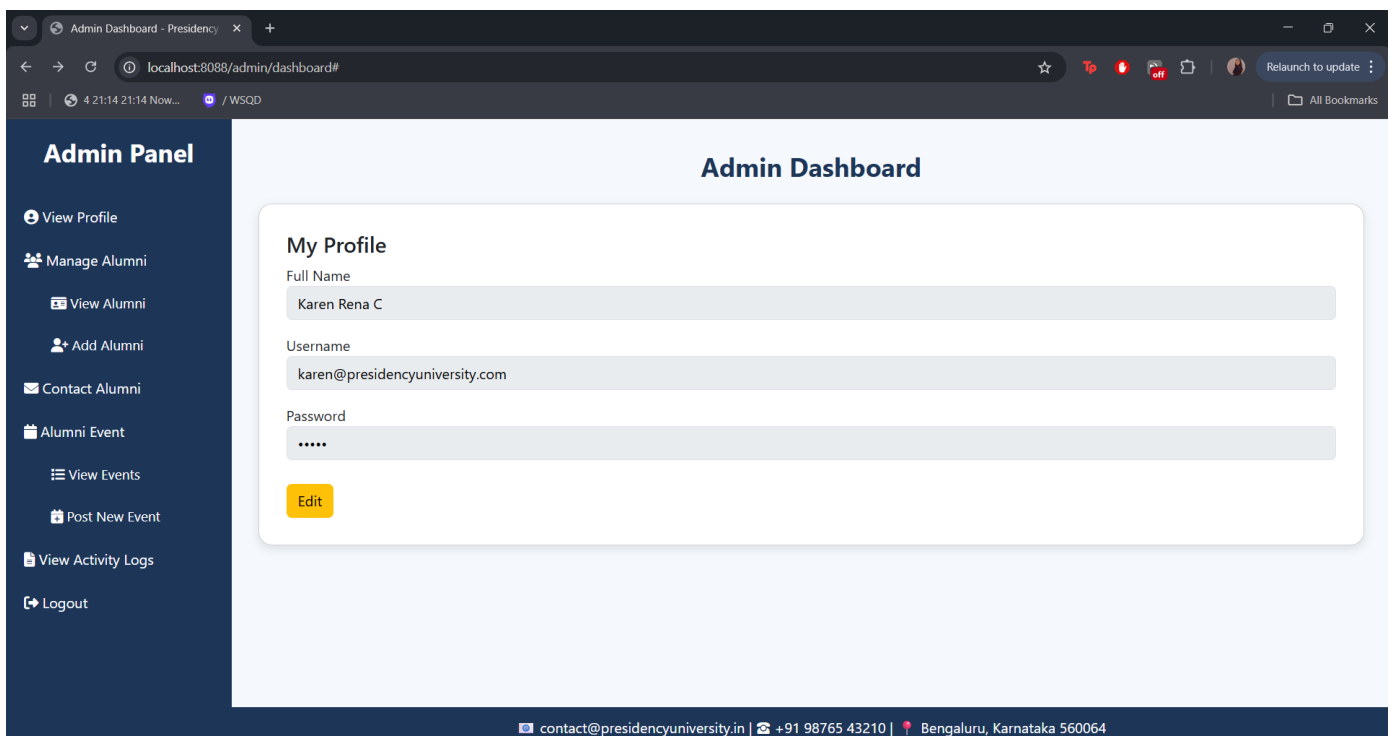 Admin Dashboard - Presidency
localhost:8088/admin/dashboard#
Tp
off
Relaunch to update
4 21:14 21:14 Now...
/ WSQD
All Bookmarks
Admin Panel
View Profile
Manage Alumni
View Alumni
Add Alumni
Contact Alumni
Alumni Event
View Events
Post New Event
View Activity Logs
Logout
Admin Dashboard
My Profile
Full Name
Karen Rena C
Username
karen@presidencyuniversity.com
Password
•••••
Edit
contact@presidencyuniversity.in | ☎ +91 98765 43210 | 📍 Bengaluru, Karnataka 560064